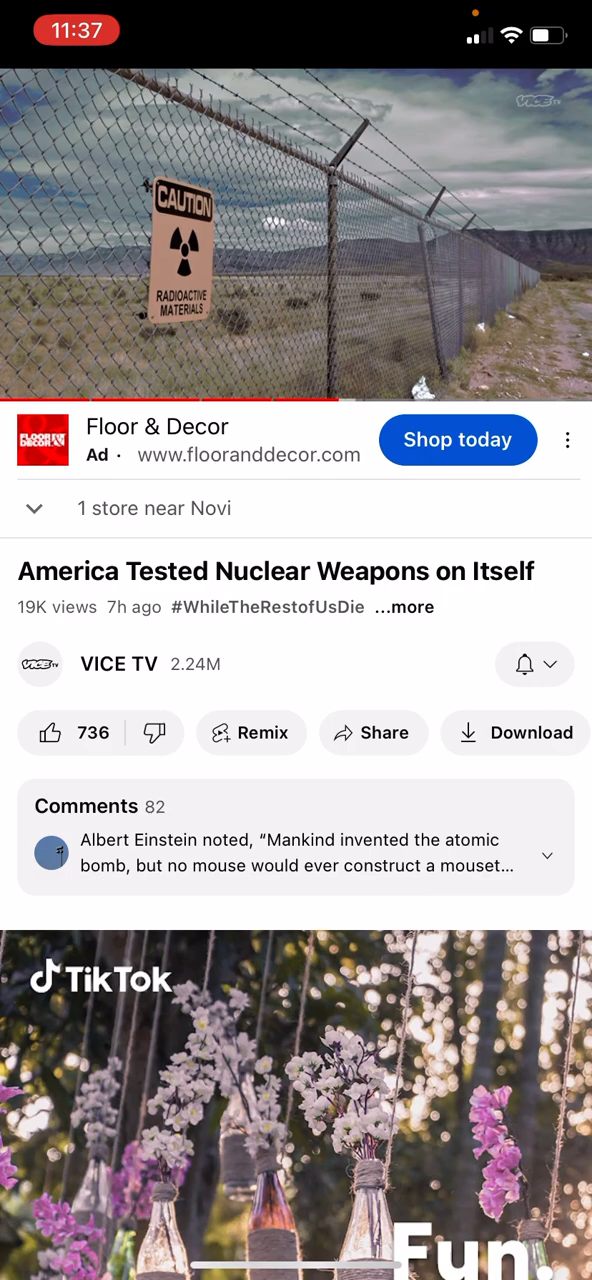 11:37
VICE TV
CAUTION
RADIOACTIVE
MATERIALS
FLOOR & DECOR
Floor & Decor
Shop today
Ad · www.flooranddecor.com
1 store near Novi
America Tested Nuclear Weapons on Itself
19K views 7h ago #WhileTheRestofUsDie ...more
VICE TV
VICE TV 2.24M
736
Remix
Share
Download
Comments 82
Albert Einstein noted, “Mankind invented the atomic
bomb, but no mouse would ever construct a mouset...
TikTok
Fun.